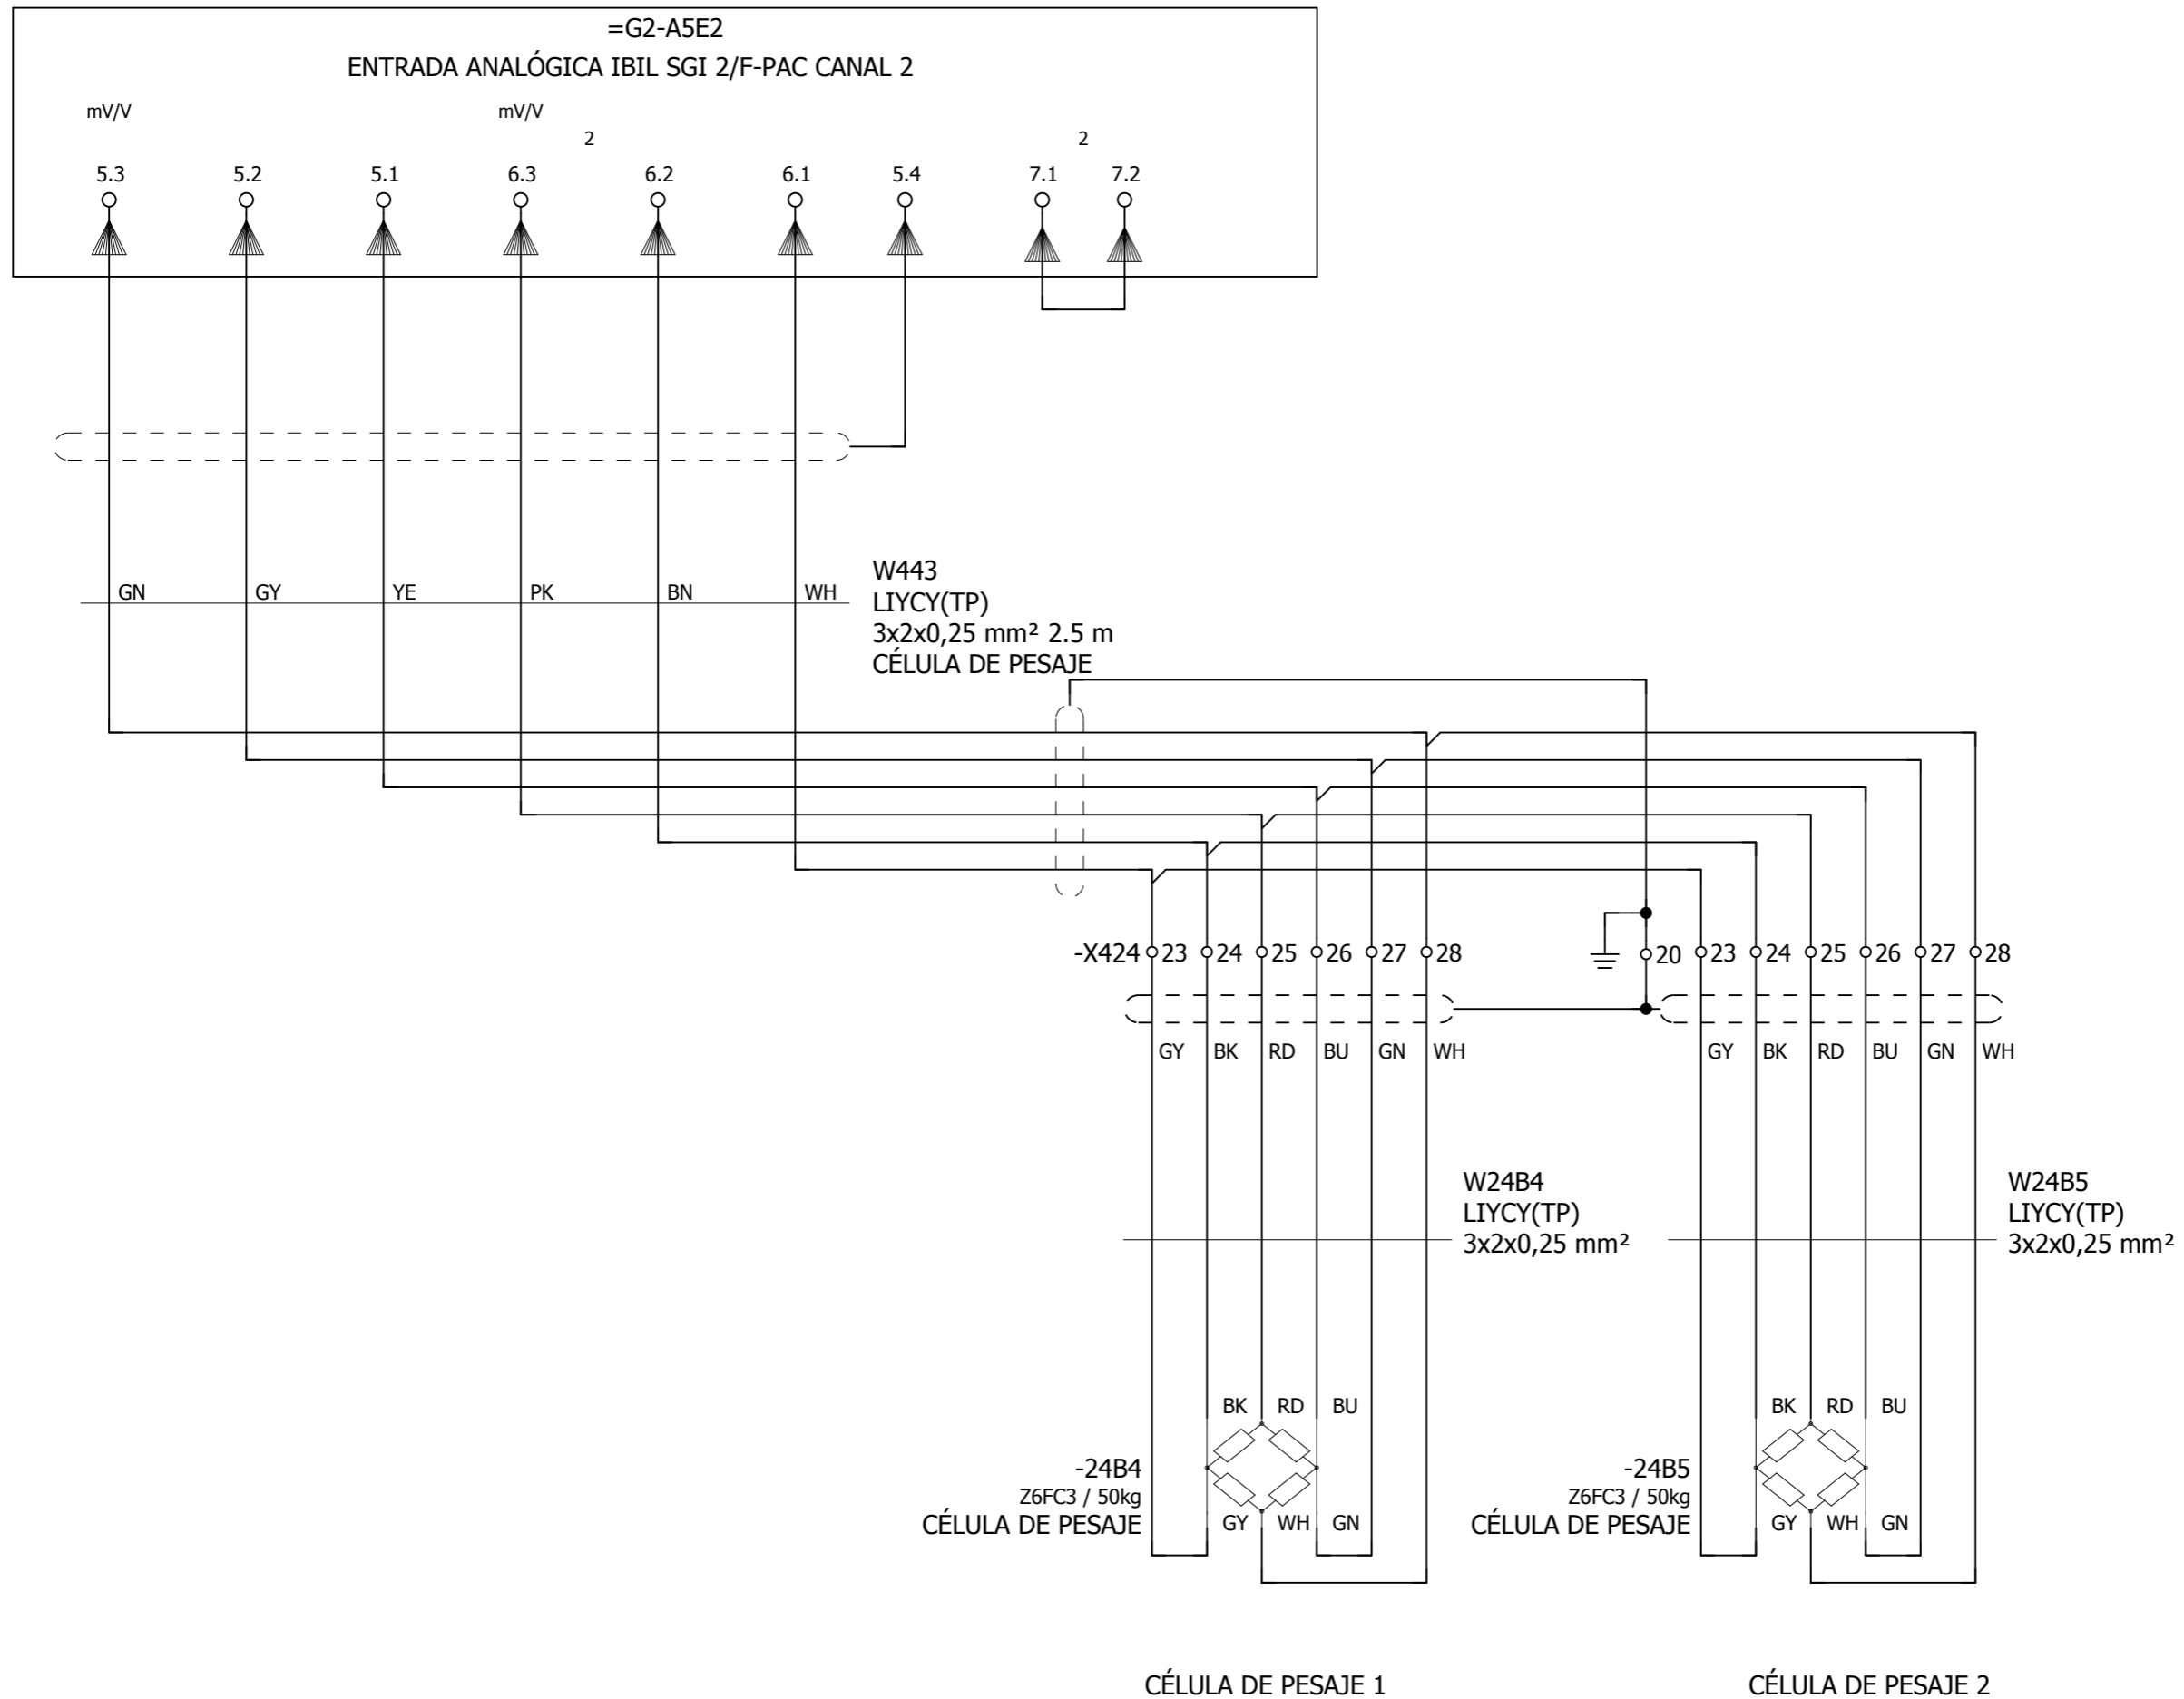 =G2-A5E2
ENTRADA ANALÓGICA IBIL SGI 2/F-PAC CANAL 2
mV/V mV/V
2 2
5.3 5.2 5.1 6.3 6.2 6.1 5.4 7.1 7.2
W443
GN GY YE PK BN WH LIYCY(TP)
3x2x0,25 mm² 2.5 m
CÉLULA DE PESAJE
-X424 23 24 25 26 27 28 20 23 24 25 26 27 28
GY BK RD BU GN WH GY BK RD BU GN WH
W24B4 W24B5
LIYCY(TP) LIYCY(TP)
3x2x0,25 mm² 3x2x0,25 mm²
BK RD BU BK RD BU
-24B4 -24B5
Z6FC3 / 50kg Z6FC3 / 50kg
CÉLULA DE PESAJE GY WH GN CÉLULA DE PESAJE GY WH GN
CÉLULA DE PESAJE 1 CÉLULA DE PESAJE 2